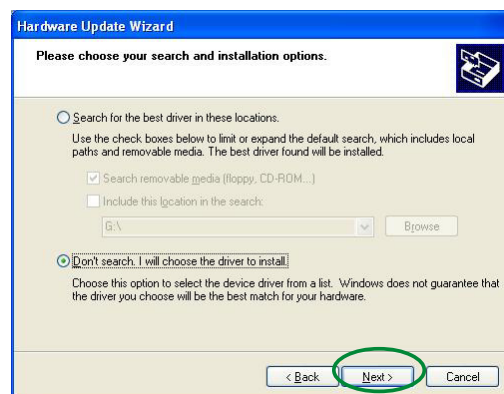 Hardware Update Wizard
Please choose your search and installation options.
Search for the best driver in these locations.
Use the check boxes below to limit or expand the default search, which includes local
paths and removable media. The best driver found will be installed.
Search removable media (floppy, CD-ROM...)
Include this location in the search:
G:\
Browse
Don't search. I will choose the driver to install.
Choose this option to select the device driver from a list. Windows does not guarantee that
the driver you choose will be the best match for your hardware.
< Back
Next >
Cancel